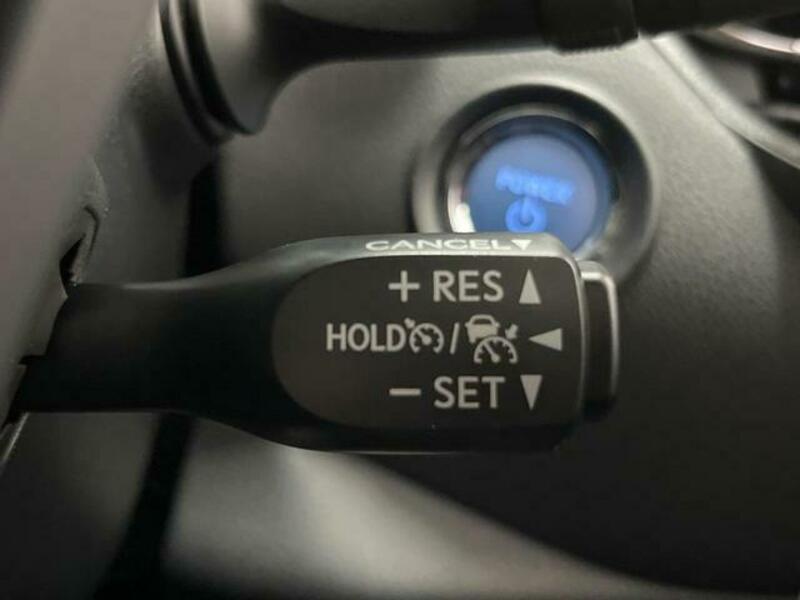 POWER
CANCEL▼
+ RES ▲
HOLD / ◀
− SET ▼